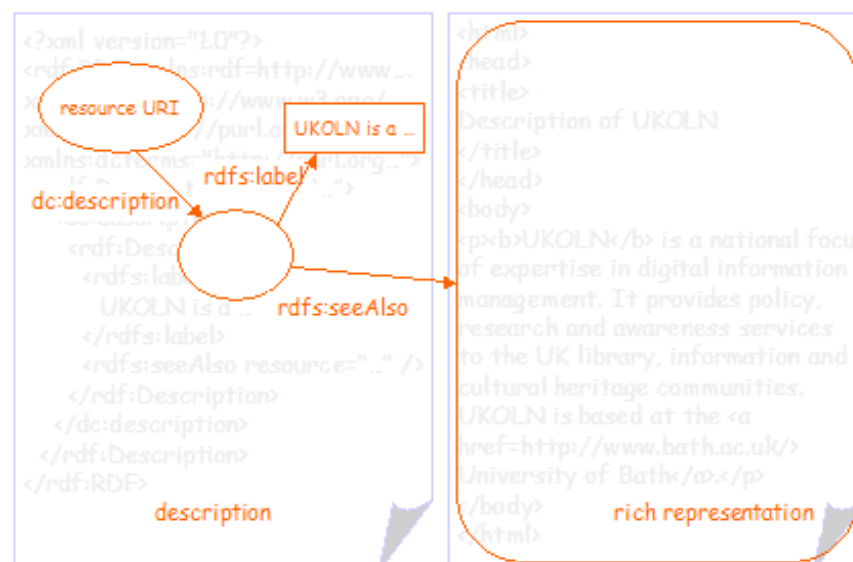 <?xml version="1.0"?>
resource URI
UKOLN is a ...
rdfs:label
dc:description
<rdfs:
UKOLN is a ..
</rdfs:label>
rdfs:seeAlso
<rdfs:seeAlso resource="..." />
</rdf:Description>
</dc:description>
</rdf:Description>
</rdf:RDF>
description
<html>
<head>
<title>
Description of UKOLN
</title>
</head>
<body>
<p><b>UKOLN</b> is a national focu
of expertise in digital information
management. It provides policy,
research and awareness services
to the UK library, information and
cultural heritage communities.
UKOLN is based at the <a
href=http://www.bath.ac.uk/>
University of Bath</a>.</p>
</body>
</html>
rich representation